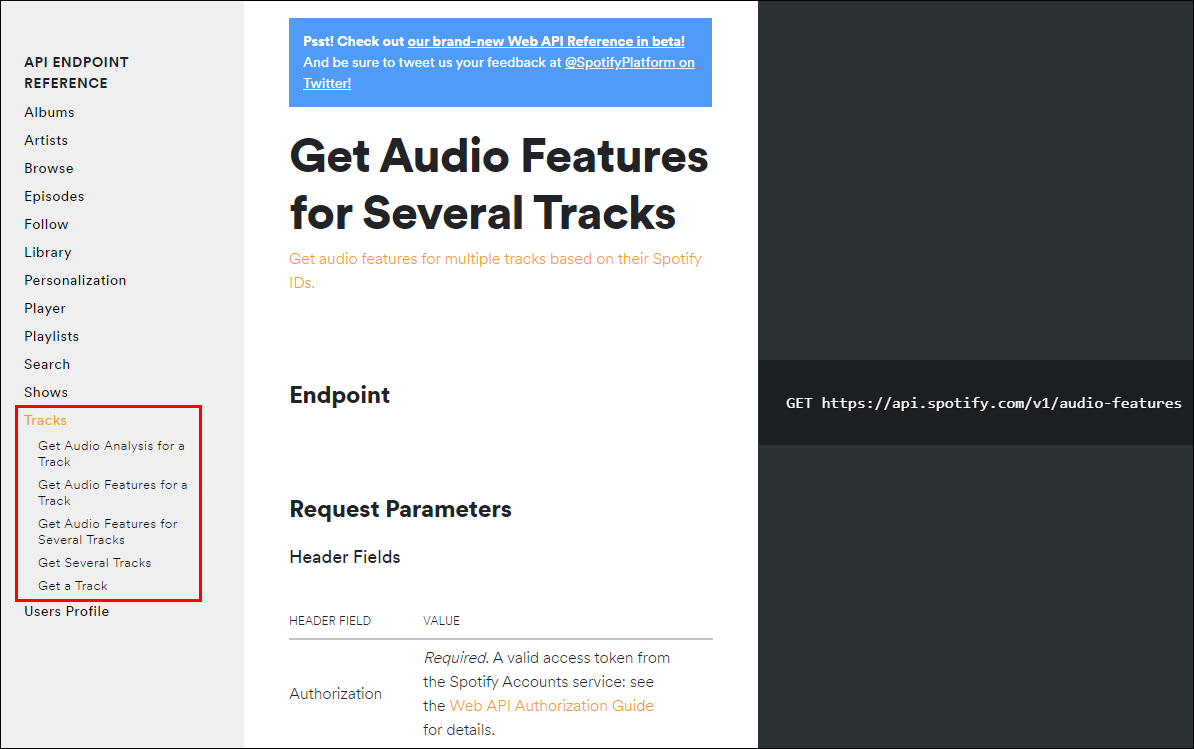 API ENDPOINT
REFERENCE
Albums
Artists
Browse
Episodes
Follow
Library
Personalization
Player
Playlists
Search
Shows
Tracks
Get Audio Analysis for a
Track
Get Audio Features for a
Track
Get Audio Features for
Several Tracks
Get Several Tracks
Get a Track
Users Profile
Psst! Check out our brand-new Web API Reference in beta!
And be sure to tweet us your feedback at @SpotifyPlatform on
Twitter!
Get Audio Features
for Several Tracks
Get audio features for multiple tracks based on their Spotify
IDs.
Endpoint
GET https://api.spotify.com/v1/audio-features
Request Parameters
Header Fields
HEADER FIELD VALUE
Authorization
Required. A valid access token from
the Spotify Accounts service: see
the Web API Authorization Guide
for details.